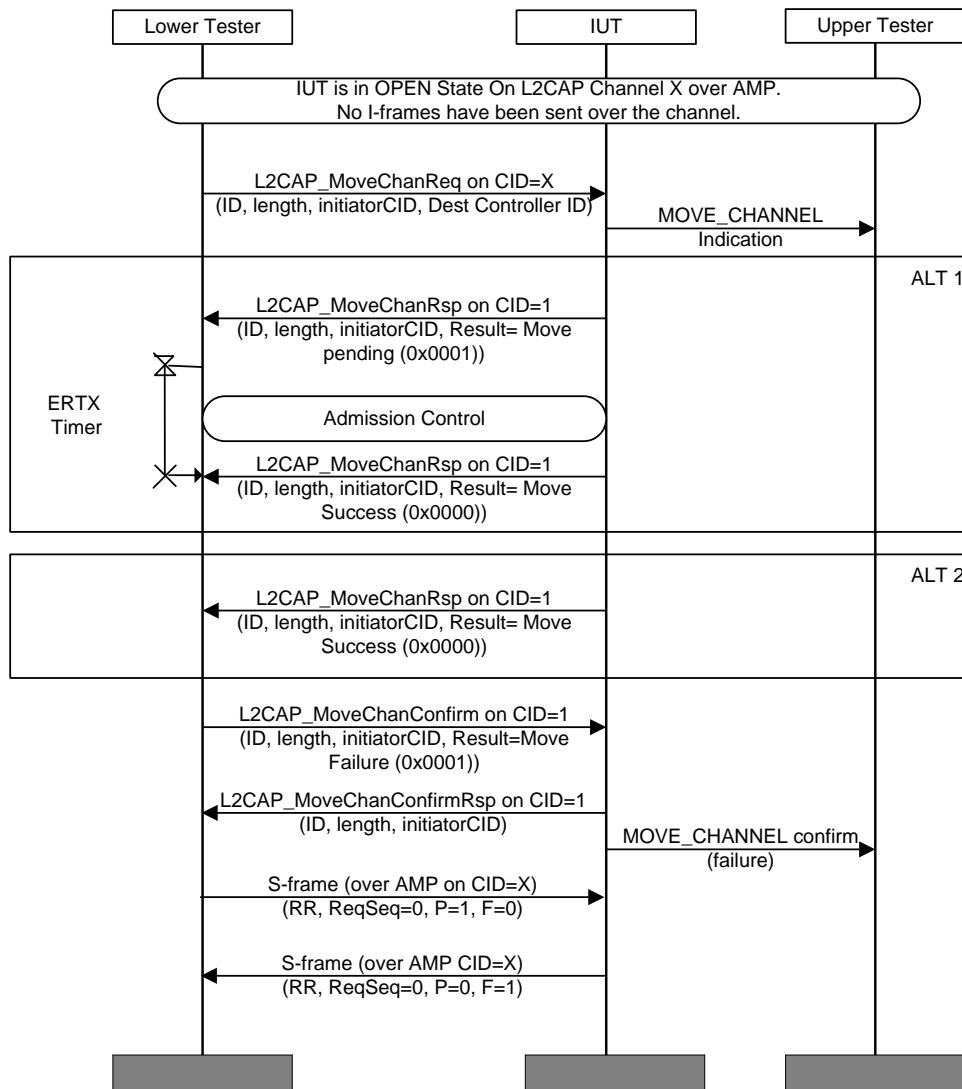 Lower Tester
IUT
Upper Tester
IUT is in OPEN State On L2CAP Channel X over AMP.
No I-frames have been sent over the channel.
L2CAP_MoveChanReq on CID=X
(ID, length, initiatorCID, Dest Controller ID)
MOVE_CHANNEL
Indication
ALT 1
L2CAP_MoveChanRsp on CID=1
(ID, length, initiatorCID, Result= Move
pending (0x0001))
ERTX
Timer
Admission Control
L2CAP_MoveChanRsp on CID=1
(ID, length, initiatorCID, Result= Move
Success (0x0000))
ALT 2
L2CAP_MoveChanRsp on CID=1
(ID, length, initiatorCID, Result= Move
Success (0x0000))
L2CAP_MoveChanConfirm on CID=1
(ID, length, initiatorCID, Result=Move
Failure (0x0001))
L2CAP_MoveChanConfirmRsp on CID=1
(ID, length, initiatorCID)
MOVE_CHANNEL confirm
(failure)
S-frame (over AMP on CID=X)
(RR, ReqSeq=0, P=1, F=0)
S-frame (over AMP CID=X)
(RR, ReqSeq=0, P=0, F=1)